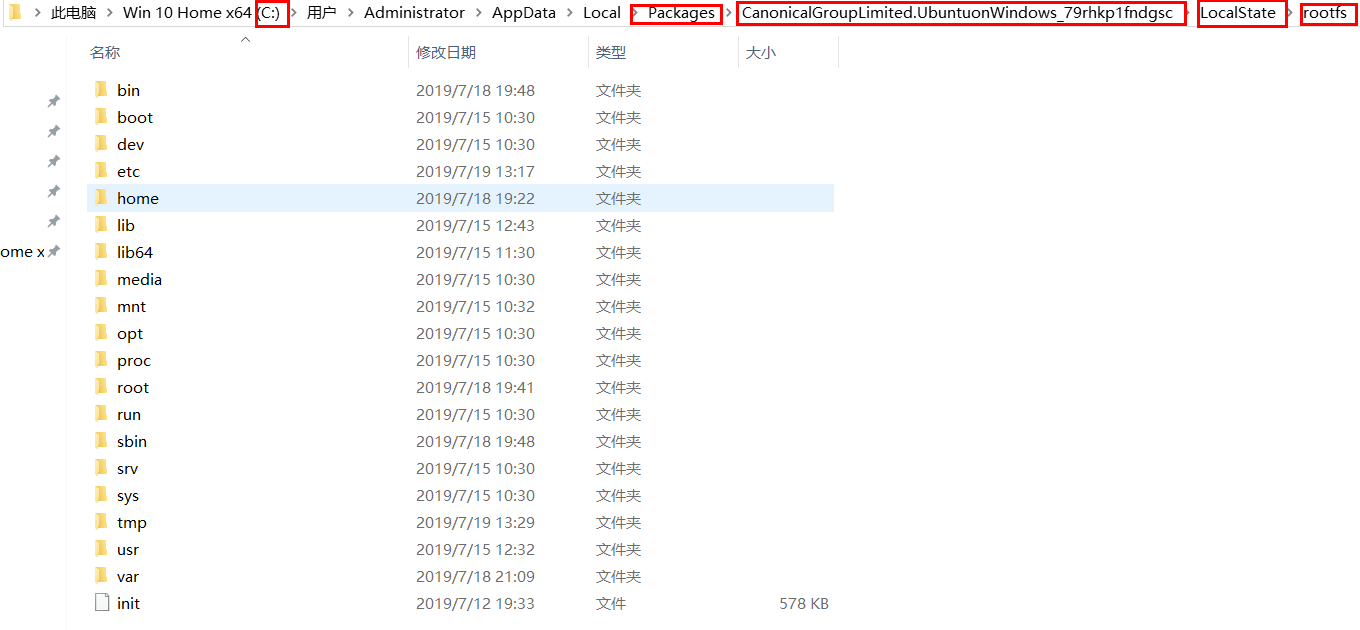 此电脑 > Win 10 Home x64 (C:) > 用户 > Administrator > AppData > Local > Packages > CanonicalGroupLimited.UbuntuonWindows_79rhkp1fndgsc > LocalState > rootfs
名称 修改日期 类型 大小
bin 2019/7/18 19:48 文件夹
boot 2019/7/15 10:30 文件夹
dev 2019/7/15 10:30 文件夹
etc 2019/7/19 13:17 文件夹
home 2019/7/18 19:22 文件夹
lib 2019/7/15 12:43 文件夹
ome x lib64 2019/7/15 11:30 文件夹
media 2019/7/15 10:30 文件夹
mnt 2019/7/15 10:32 文件夹
opt 2019/7/15 10:30 文件夹
proc 2019/7/15 10:30 文件夹
root 2019/7/18 19:41 文件夹
run 2019/7/15 10:30 文件夹
sbin 2019/7/18 19:48 文件夹
srv 2019/7/15 10:30 文件夹
sys 2019/7/15 10:30 文件夹
tmp 2019/7/19 13:29 文件夹
usr 2019/7/15 12:32 文件夹
var 2019/7/18 21:09 文件夹
init 2019/7/12 19:33 文件 578 KB